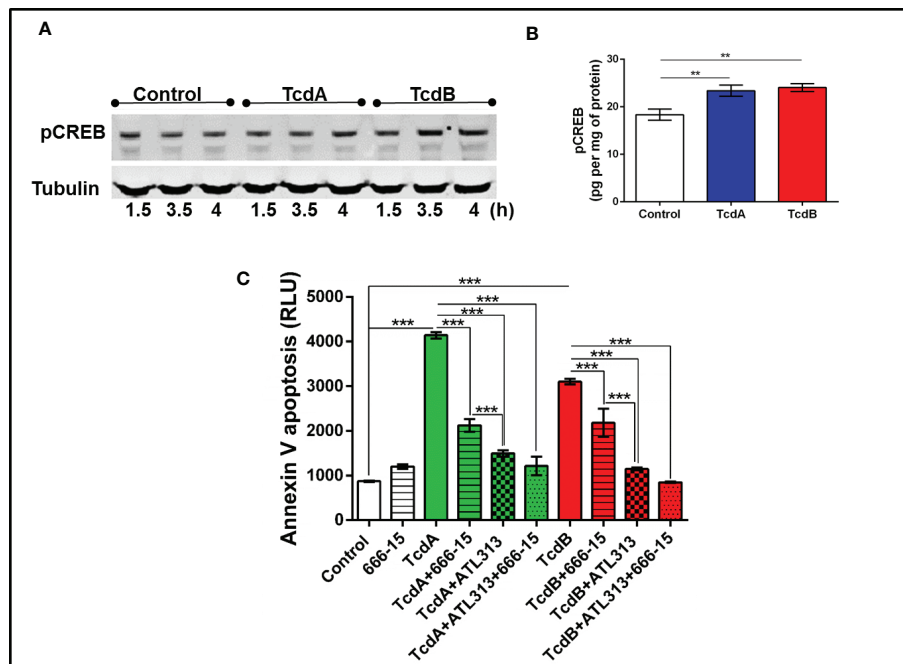 A
Control TcdA TcdB
pCREB
Tubulin
1.5 3.5 4 1.5 3.5 4 1.5 3.5 4 (h)
B
pCREB
(pg per mg of protein)
30
20
10
0
**
**
Control TcdA TcdB
C
Annexin V apoptosis (RLU)
5000
4000
3000
2000
1000
0
***
***
***
***
***
***
***
***
***
***
Control
666-15
TcdA
TcdA+666-15
TcdA+ATL313
TcdA+ATL313+666-15
TcdB
TcdB+666-15
TcdB+ATL313
TcdB+ATL313+666-15